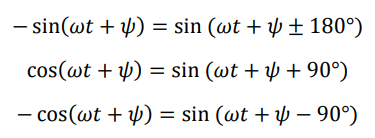 − sin(ωt + ψ) = sin (ωt + ψ ± 180°)
cos(ωt + ψ) = sin (ωt + ψ + 90°)
− cos(ωt + ψ) = sin (ωt + ψ − 90°)